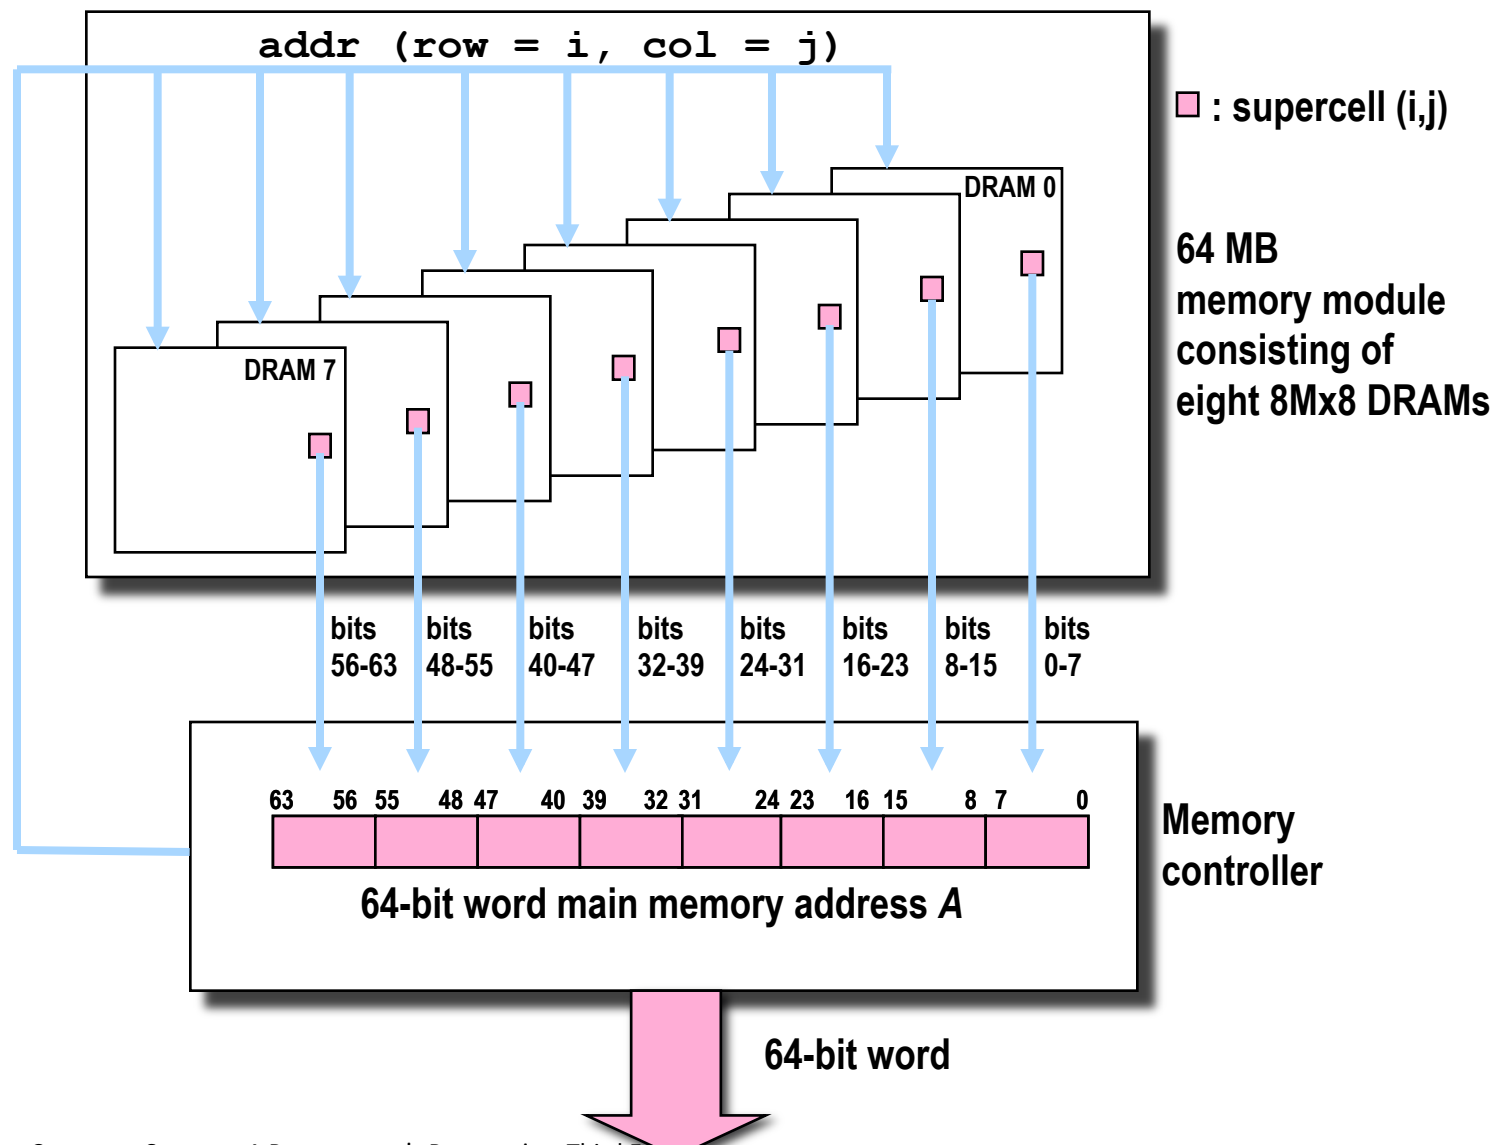 addr (row = i, col = j)
: supercell (i,j)
DRAM 0
64 MB
memory module
consisting of
eight 8Mx8 DRAMs
DRAM 7
bits bits bits bits bits bits bits bits
56-63 48-55 40-47 32-39 24-31 16-23 8-15 0-7
63 56 55 48 47 40 39 32 31 24 23 16 15 8 7 0
Memory
controller
64-bit word main memory address A
64-bit word